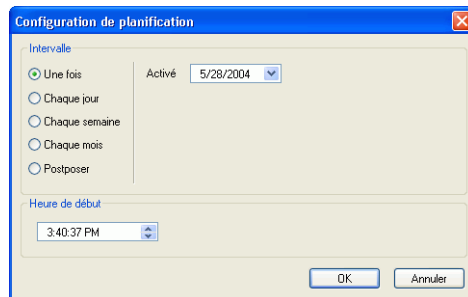 Configuration de planification
Intervalle
Une fois
Activé 5/28/2004
Chaque jour
Chaque semaine
Chaque mois
Postposer
Heure de début
3:40:37 PM
OK Annuler